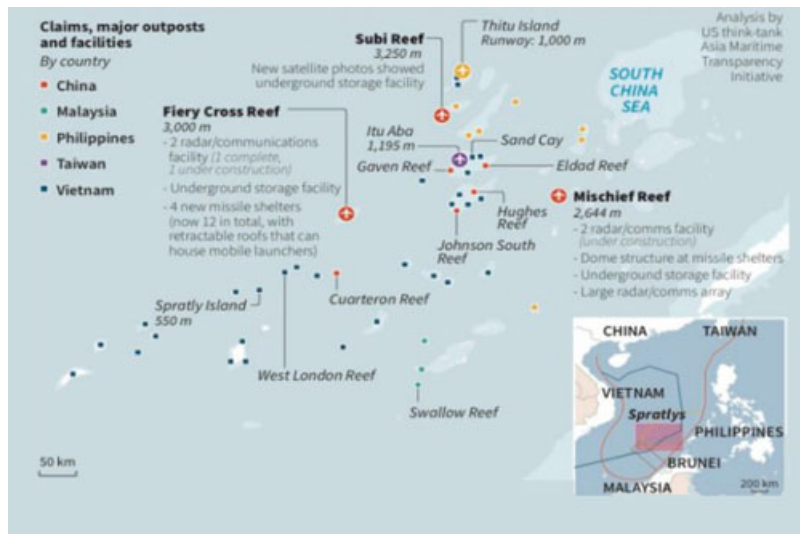 Claims, major outposts
and facilities
By country
China
Malaysia
Philippines
Taiwan
Vietnam
Subi Reef
3,250 m
New satellite photos showed
underground storage facility
Thitu Island
Runway: 1,000 m
Analysis by
US think-tank
Asia Maritime
Transparency
Initiative
SOUTH
CHINA
SEA
Fiery Cross Reef
3,000 m
- 2 radar/communications
facility (1 complete,
1 under construction)
- Underground storage facility
- 4 new missile shelters
(now 12 in total, with
retractable roofs that can
house mobile launchers)
Itu Aba
1,195 m
Sand Cay
Gaven Reef
Eldad Reef
Hughes
Reef
Johnson South
Reef
Mischief Reef
2,644 m
- 2 radar/comms facility
(under construction)
- Dome structure at missile shelters
- Underground storage facility
- Large radar/comms array
Spratly Island
550 m
Cuarteron Reef
West London Reef
Swallow Reef
50 km
CHINA
TAIWAN
VIETNAM
Spratlys
PHILIPPINES
BRUNEI
MALAYSIA
200 km